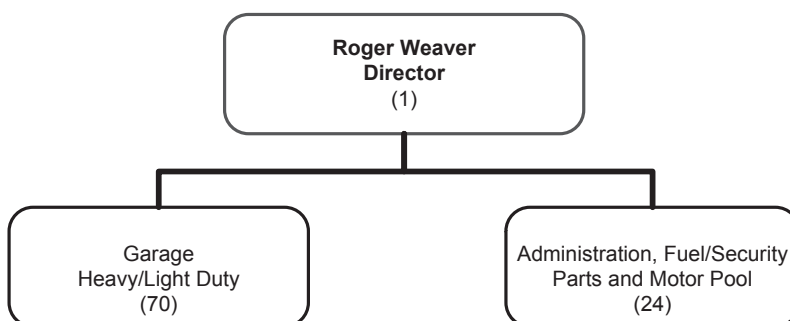 Roger Weaver
Director
(1)
Garage
Heavy/Light Duty
(70)
Administration, Fuel/Security
Parts and Motor Pool
(24)